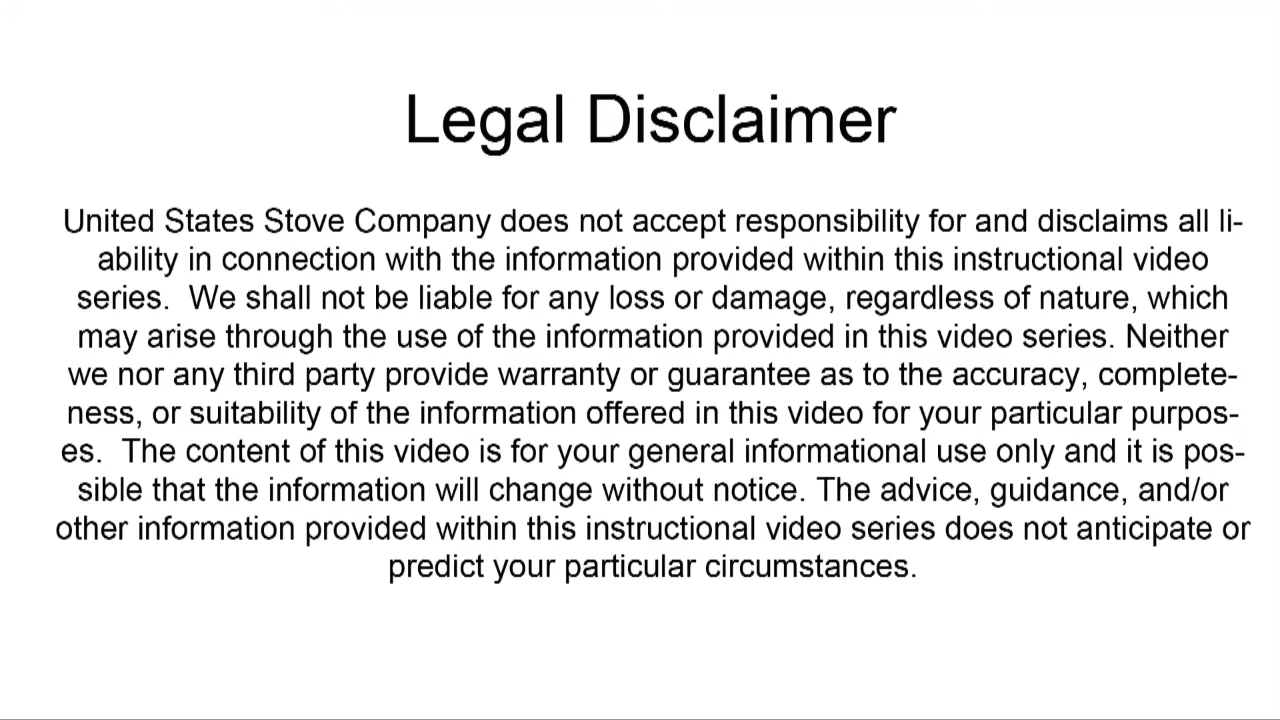 Legal Disclaimer
United States Stove Company does not accept responsibility for and disclaims all li-
ability in connection with the information provided within this instructional video
series.  We shall not be liable for any loss or damage, regardless of nature, which
may arise through the use of the information provided in this video series. Neither
we nor any third party provide warranty or guarantee as to the accuracy, complete-
ness, or suitability of the information offered in this video for your particular purpos-
es.  The content of this video is for your general informational use only and it is pos-
sible that the information will change without notice. The advice, guidance, and/or
other information provided within this instructional video series does not anticipate or
predict your particular circumstances.